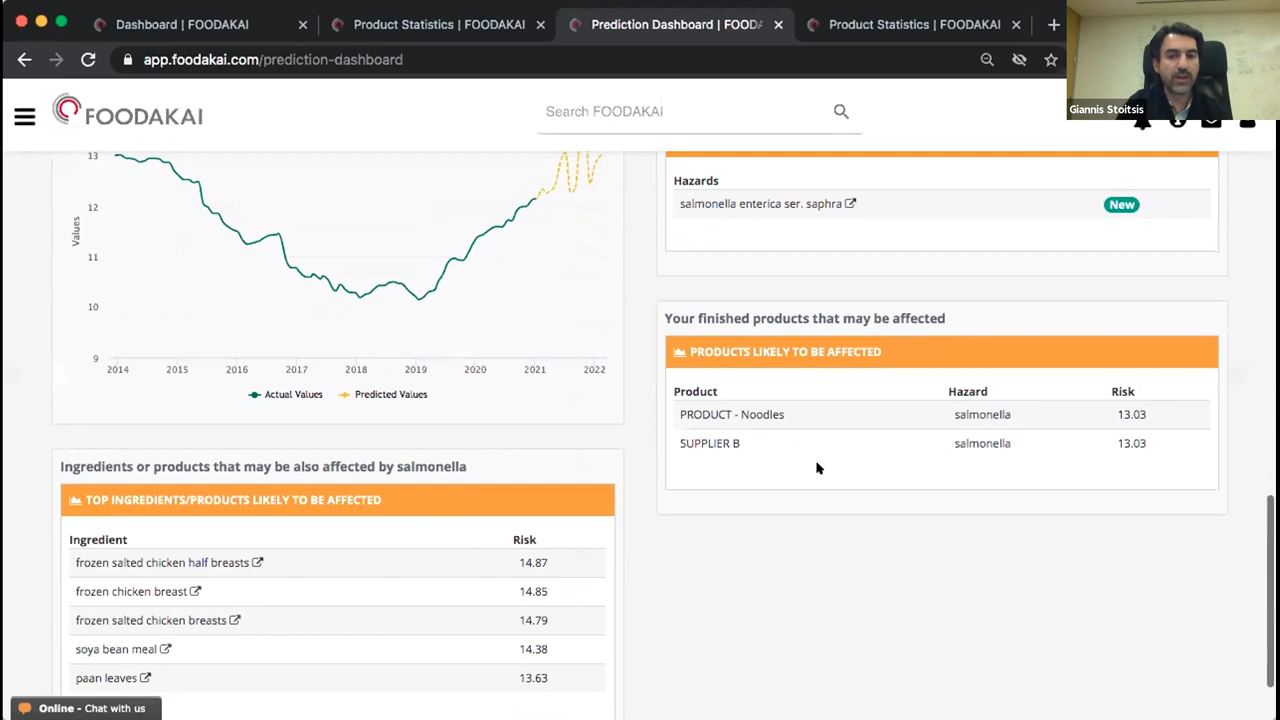 Dashboard | FOODAKAI
Product Statistics | FOODAKAI
Prediction Dashboard | FOOD
Product Statistics | FOODAKAI
app.foodakai.com/prediction-dashboard
Giannis Stoitsis
FOODAKAI
Search FOODAKAI
13
12
11
10
9
Values
2014 2015 2016 2017 2018 2019 2020 2021 2022
Actual Values Predicted Values
Hazards
salmonella enterica ser. saphra New
Your finished products that may be affected
PRODUCTS LIKELY TO BE AFFECTED
Product Hazard Risk
PRODUCT - Noodles salmonella 13.03
SUPPLIER B salmonella 13.03
Ingredients or products that may be also affected by salmonella
TOP INGREDIENTS/PRODUCTS LIKELY TO BE AFFECTED
Ingredient Risk
frozen salted chicken half breasts 14.87
frozen chicken breast 14.85
frozen salted chicken breasts 14.79
soya bean meal 14.38
paan leaves 13.63
Online - Chat with us